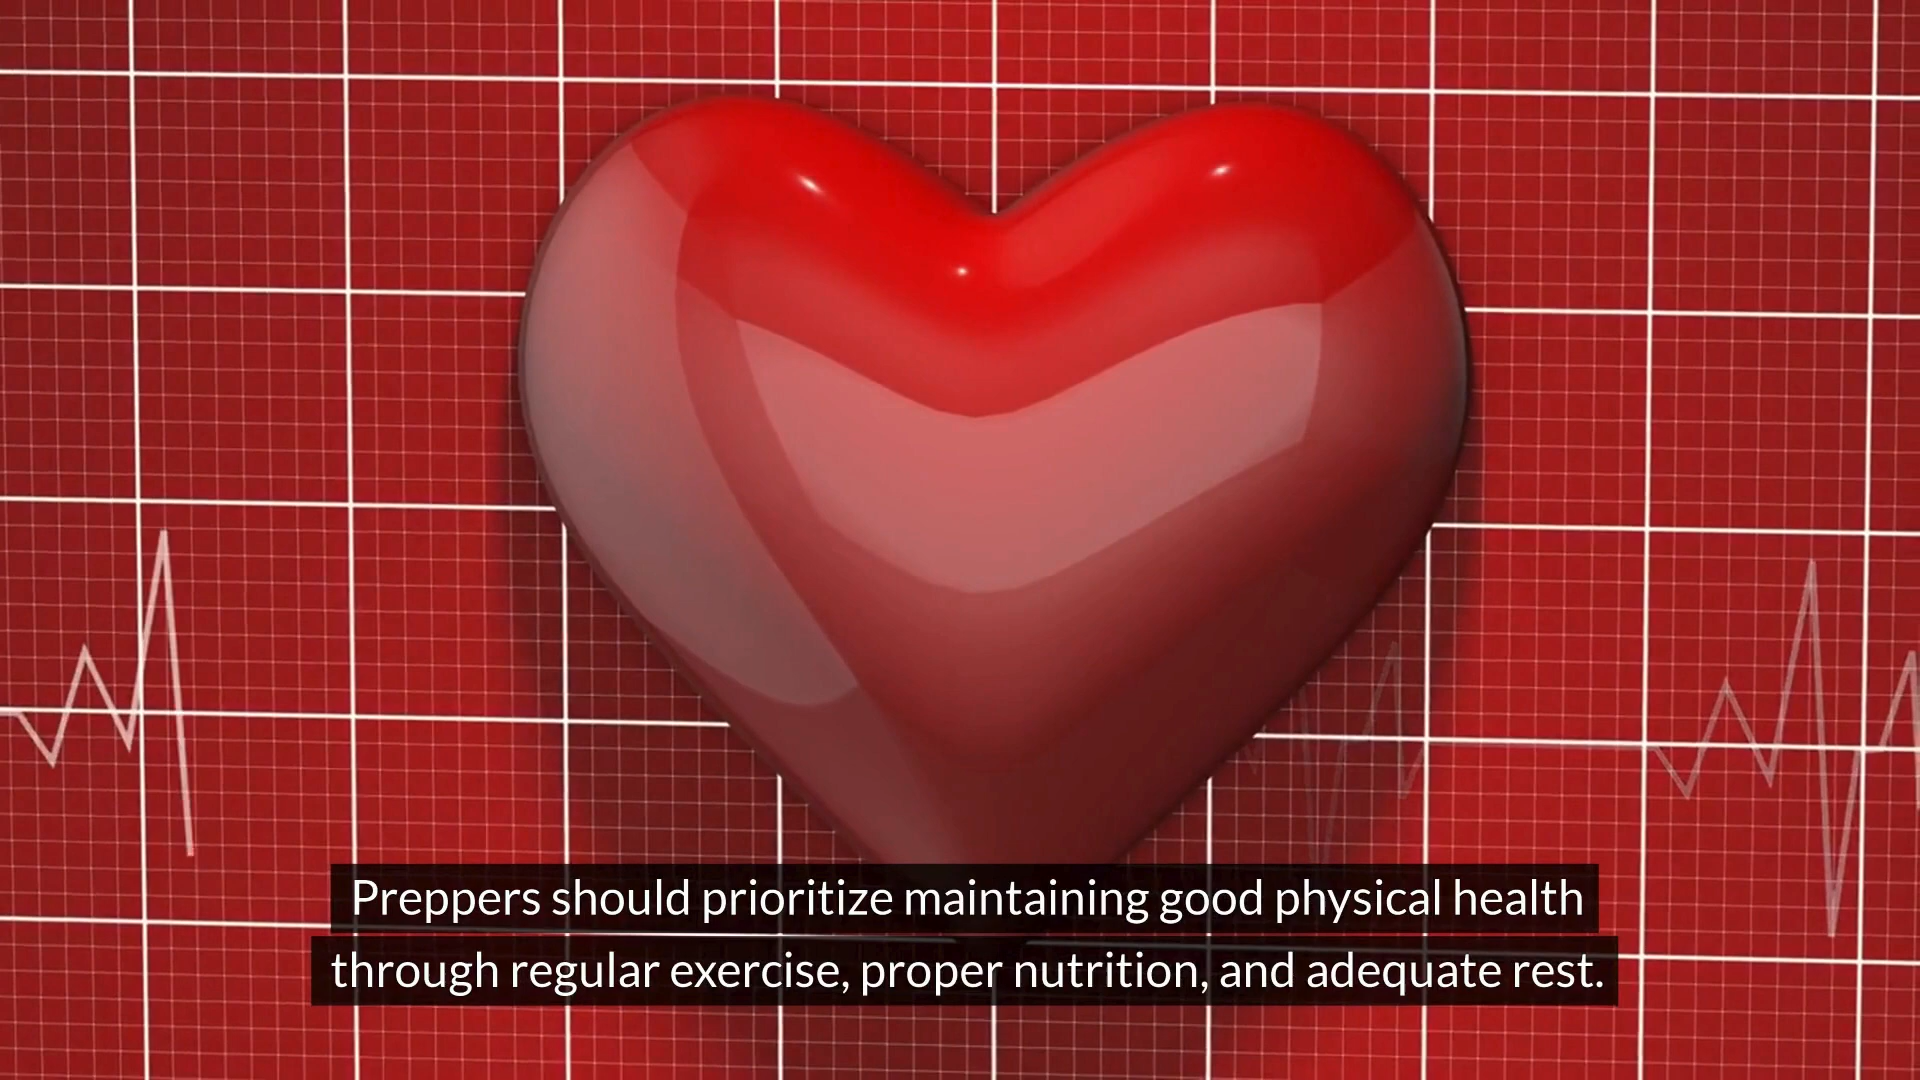 Preppers should prioritize maintaining good physical health
through regular exercise, proper nutrition, and adequate rest.